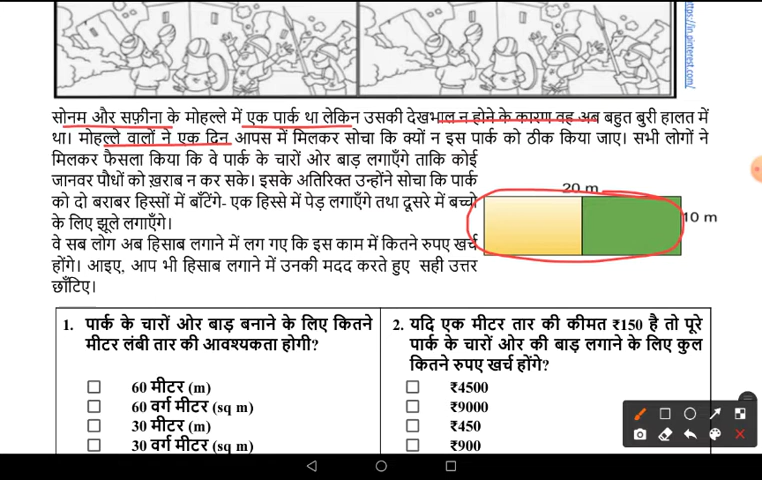 https://in.pinterest.com/
सोनम और सफ़ीना के मोहल्ले में एक पार्क था लेकिन उसकी देखभाल न होने के कारण वह अब बहुत बुरी हालत में
था। मोहल्ले वालों ने एक दिन आपस में मिलकर सोचा कि क्यों न इस पार्क को ठीक किया जाए। सभी लोगों ने
मिलकर फैसला किया कि वे पार्क के चारों ओर बाड़ लगाएँगे ताकि कोई
जानवर पौधों को ख़राब न कर सके। इसके अतिरिक्त उन्होंने सोचा कि पार्क
को दो बराबर हिस्सों में बाँटेंगे- एक हिस्से में पेड़ लगाएँगे तथा दूसरे में बच्चो
के लिए झूले लगाएँगे।
20 m
10 m
वे सब लोग अब हिसाब लगाने में लग गए कि इस काम में कितने रुपए खर्च
होंगे। आइए, आप भी हिसाब लगाने में उनकी मदद करते हुए सही उत्तर
छाँटिए।
1. पार्क के चारों ओर बाड़ बनाने के लिए कितने
मीटर लंबी तार की आवश्यकता होगी?
60 मीटर (m)
60 वर्ग मीटर (sq m)
30 मीटर (m)
30 वर्ग मीटर (sq m)
2. यदि एक मीटर तार की कीमत ₹150 है तो पूरे
पार्क के चारों ओर की बाड़ लगाने के लिए कुल
कितने रुपए खर्च होंगे?
₹4500
₹9000
₹450
₹900